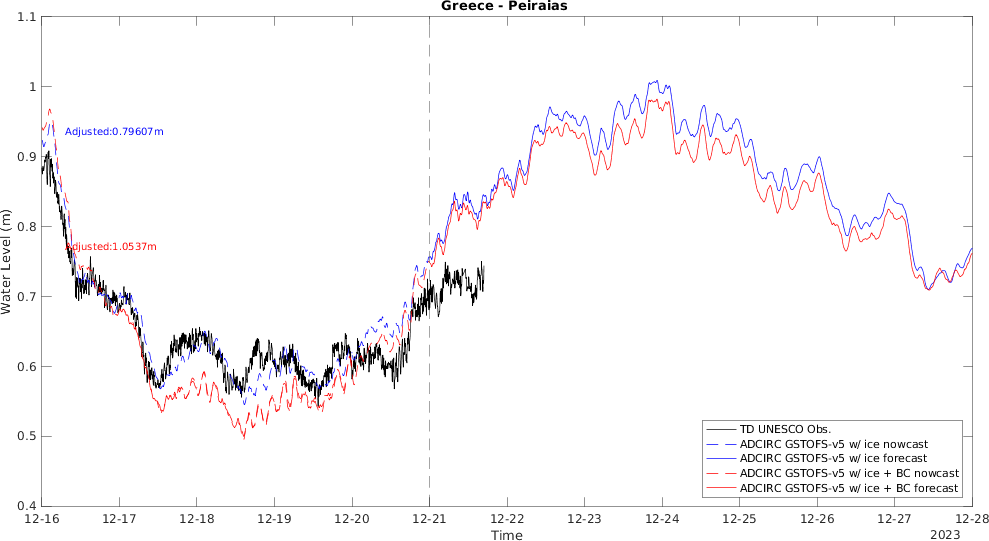 Greece - Peiraias
1.1
1
0.9
0.8
0.7
0.6
0.5
0.4
Water Level (m)
Adjusted:0.79607m
Adjusted:1.0537m
TD UNESCO Obs.
ADCIRC GSTOFS-v5 w/ ice nowcast
ADCIRC GSTOFS-v5 w/ ice forecast
ADCIRC GSTOFS-v5 w/ ice + BC nowcast
ADCIRC GSTOFS-v5 w/ ice + BC forecast
12-16 12-17 12-18 12-19 12-20 12-21 12-22 12-23 12-24 12-25 12-26 12-27 12-28
Time
2023